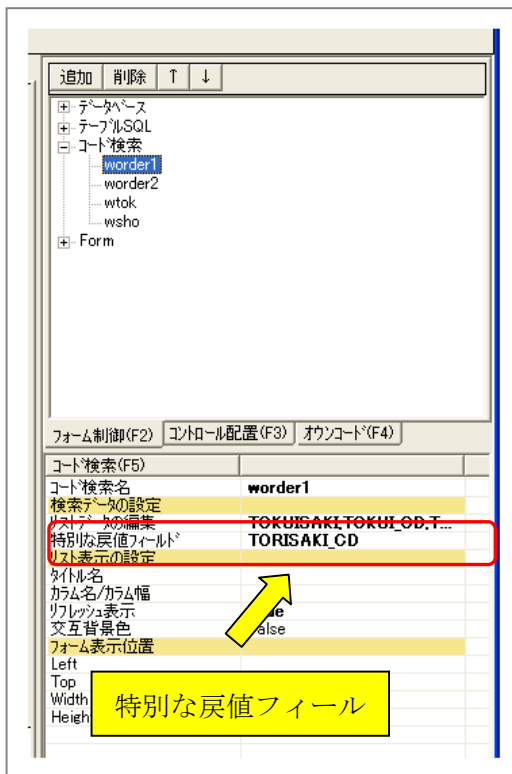 追加 削除 ↑ ↓
データベース
テーブルSQL
コード検索
worder1
worder2
wtok
wsho
Form
フォーム制御(F2) コントロール配置(F3) オウンコード(F4)
コード検索(F5)
コード検索名 worder1
検索データの設定
リストデータの編集 TOKUISAKI,TOKUI_CD,T...
特別な戻値フィールド TORISAKI_CD
リスト表示の設定
タイトル名
カラム名/カラム幅
リフレッシュ表示
交互背景色 False
フォーム表示位置
Left
Top
Width
Heigh
特別な戻値フィール